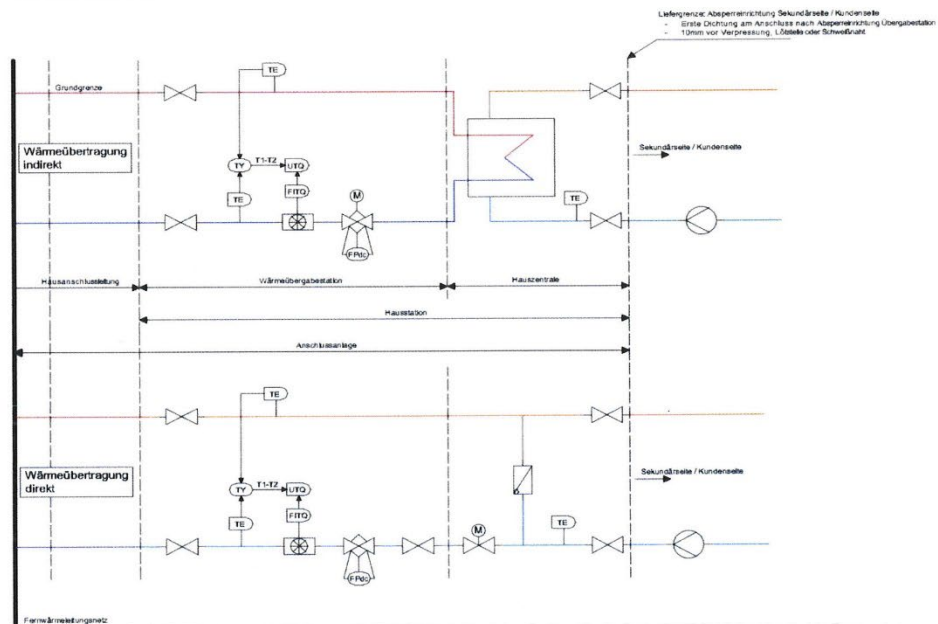 Liefergrenze: Absperreinrichtung Sekundärseite / Kundenseite
- Erste Dichtung am Anschluss nach Absperreinrichtung Übergabestation
- 10mm vor Verpressung, Lötstelle oder Schweißnaht
TE
Grundgrenze
Wärmeübertragung
indirekt
TY
T1-T2
UTQ
Sekundärseite / Kundenseite
TE
FITQ
M
TE
FPdc
Hausanschlussleitung
Wärmeübergabestation
Hauszentrale
Hausstation
Anschlussanlage
TE
Wärmeübertragung
direkt
TY
T1-T2
UTQ
Sekundärseite / Kundenseite
TE
FITQ
M
TE
FPdc
Fernwärmeleitungsnetz